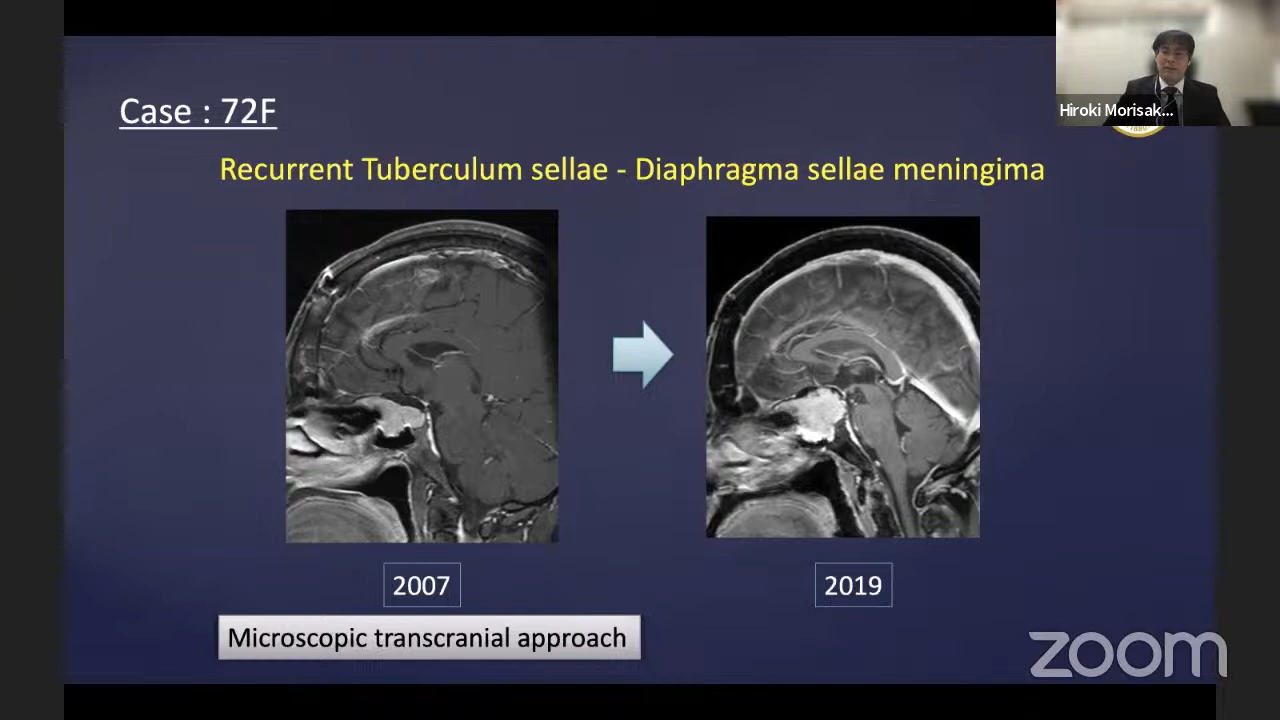 Case : 72F
Hiroki Morisak...
Recurrent Tuberculum sellae - Diaphragma sellae meningima
2007
2019
Microscopic transcranial approach
zoom